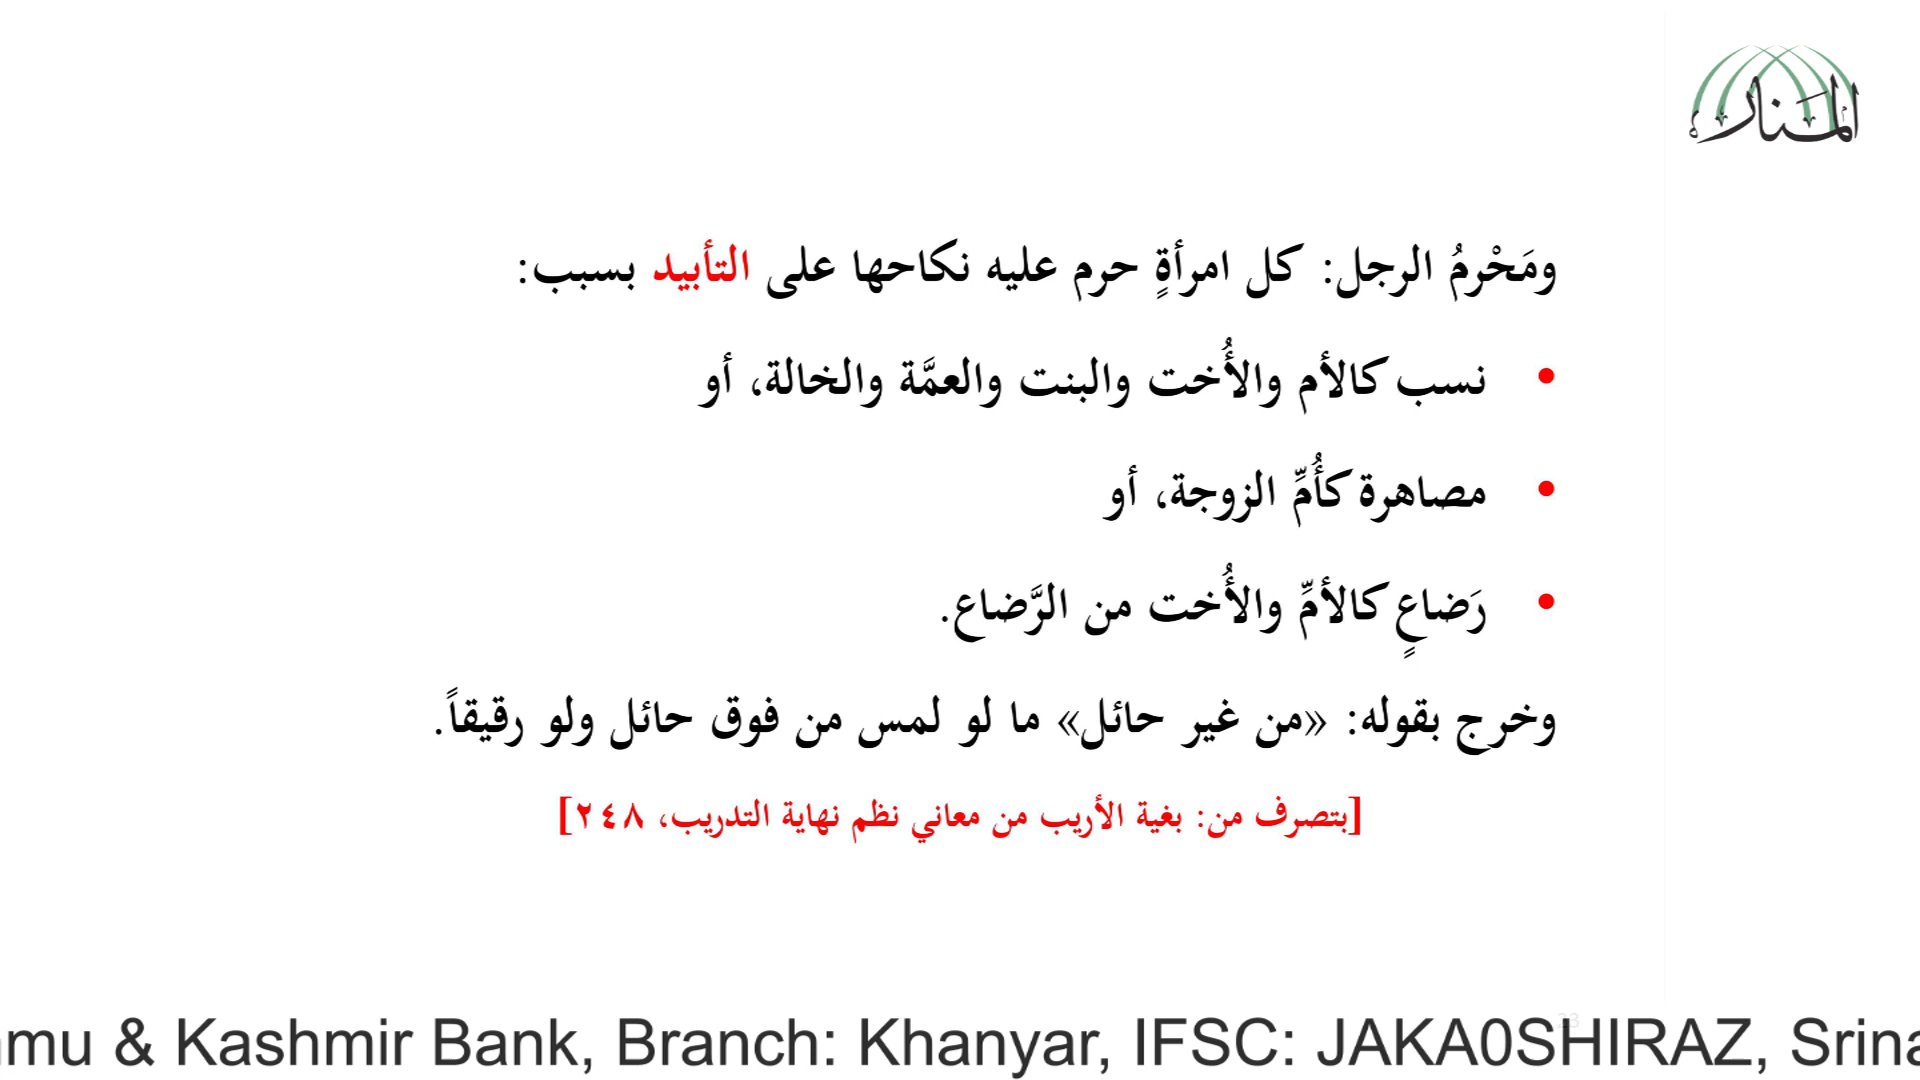 المنارة
ومَحْرمُ الرجل: كل امرأةٍ حرم عليه نكاحها على التأبيد بسبب:
• نسب كالأم والأُخت والبنت والعمَّة والخالة، أو
• مصاهرة كأُمِّ الزوجة، أو
• رَضاعٍ كالأمِّ والأُخت من الرَّضاع.
وخرج بقوله: «من غير حائل» ما لو لمس من فوق حائل ولو رقيقاً.
[بتصرف من: بغية الأريب من معاني نظم نهاية التدريب، ٢٤٨]
23
mu & Kashmir Bank, Branch: Khanyar, IFSC: JAKA0SHIRAZ, Srina